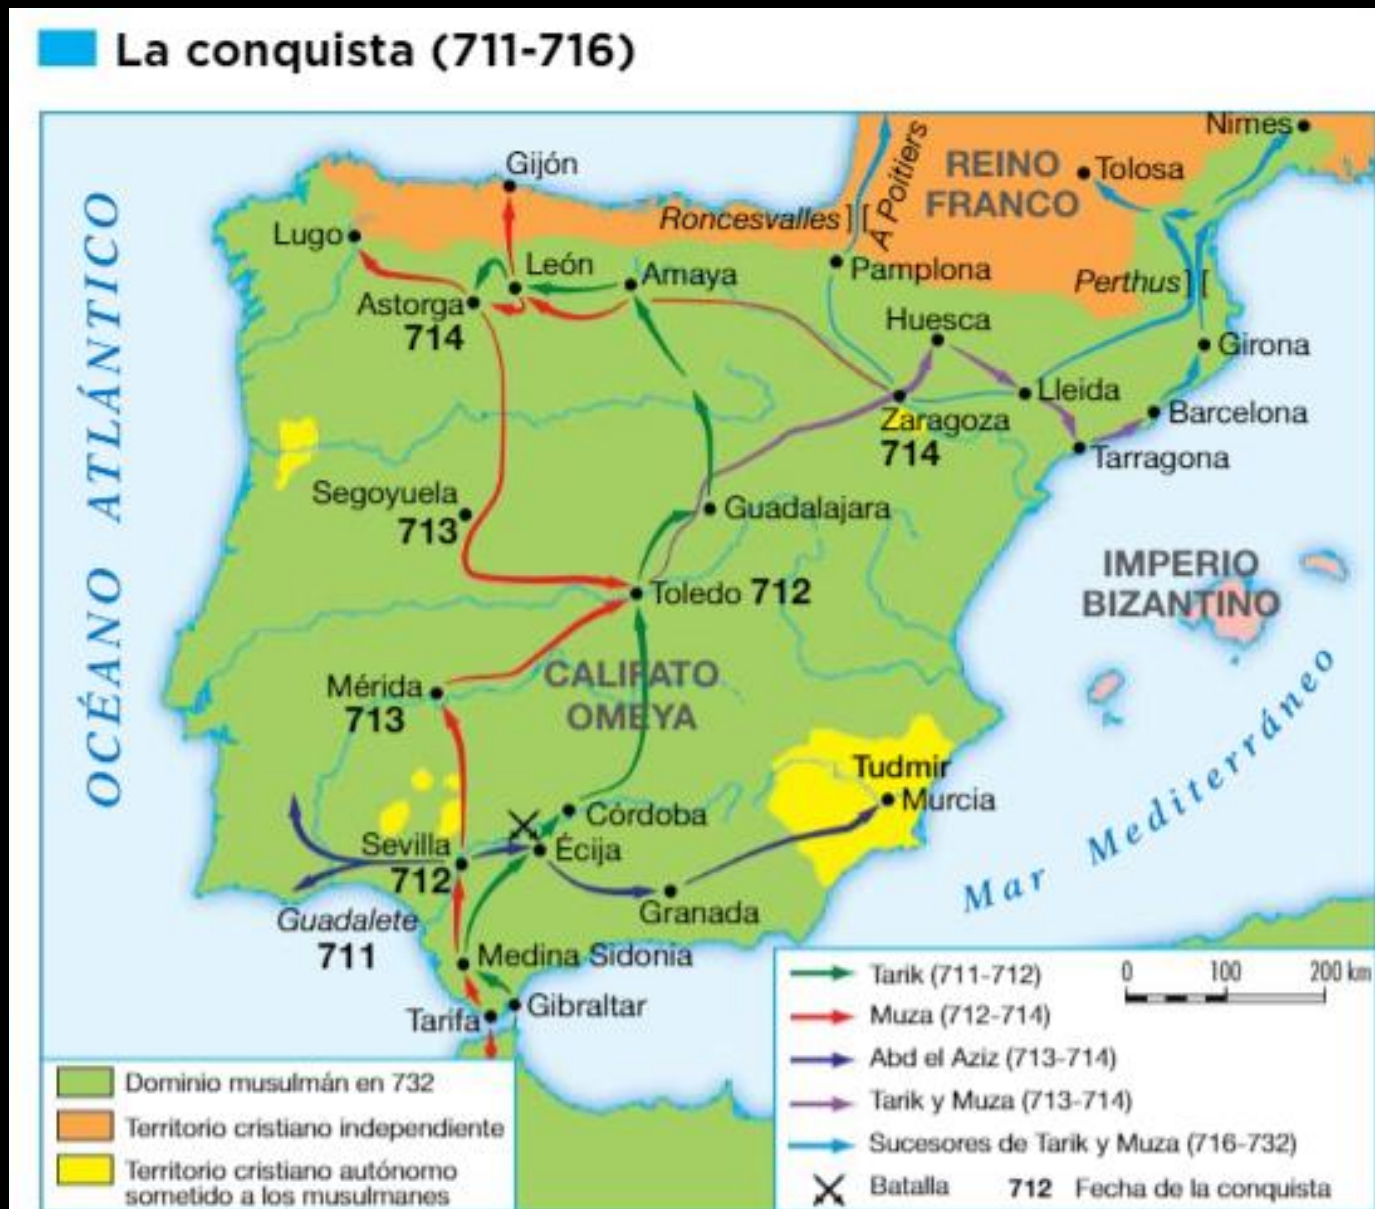 La conquista (711-716)
Nimes
Gijón
REINO
FRANCO
Tolosa
A Poitiers
Roncesvalles
Lugo
León
Amaya
Pamplona
Perthus
Astorga
714
Huesca
Girona
Lleida
Zaragoza
714
Barcelona
Tarragona
OCÉANO ATLÁNTICO
Segoyuela
713
Guadalajara
IMPERIO
BIZANTINO
Toledo 712
CALIFATO
OMEYA
Mérida
713
Tudmir
Murcia
Mar Mediterráneo
Córdoba
Sevilla
712
Écija
Granada
Guadalete
711
Medina Sidonia
Gibraltar
Tarifa
Dominio musulmán en 732
Territorio cristiano independiente
Territorio cristiano autónomo
sometido a los musulmanes
Tarik (711-712)
0 100 200 km
Muza (712-714)
Abd el Aziz (713-714)
Tarik y Muza (713-714)
Sucesores de Tarik y Muza (716-732)
Batalla 712 Fecha de la conquista